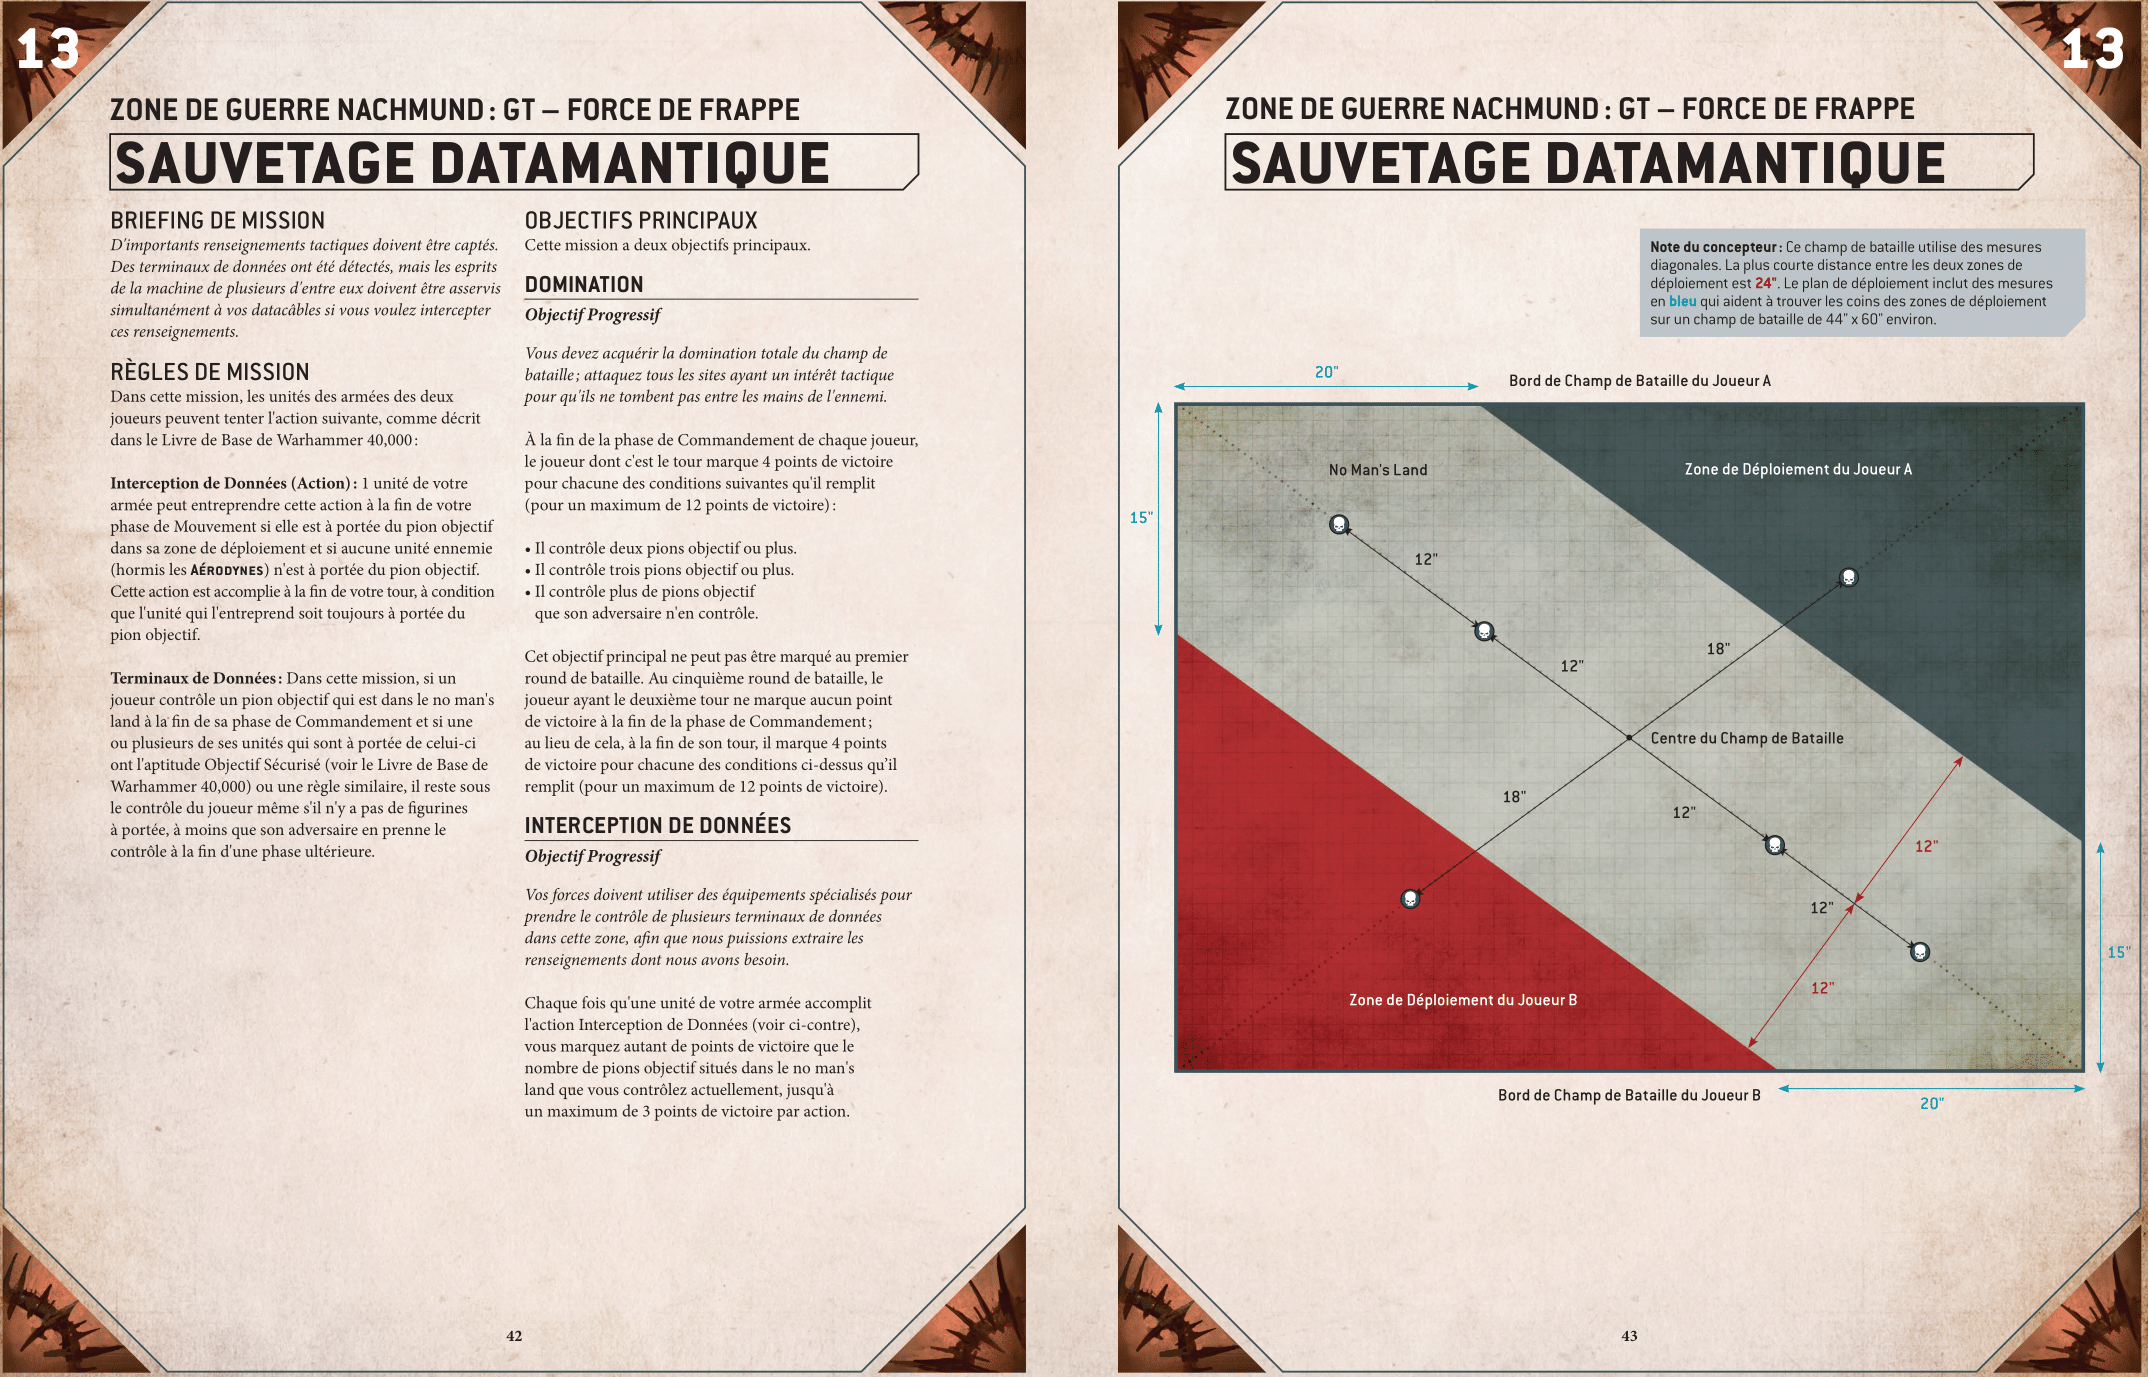 13
ZONE DE GUERRE NACHMUND : GT – FORCE DE FRAPPE
SAUVETAGE DATAMANTIQUE
BRIEFING DE MISSION
D'importants renseignements tactiques doivent être captés.
Des terminaux de données ont été détectés, mais les esprits
de la machine de plusieurs d'entre eux doivent être asservis
simultanément à vos datacâbles si vous voulez intercepter
ces renseignements.
RÈGLES DE MISSION
Dans cette mission, les unités des armées des deux
joueurs peuvent tenter l'action suivante, comme décrit
dans le Livre de Base de Warhammer 40,000 :
Interception de Données (Action) : 1 unité de votre
armée peut entreprendre cette action à la fin de votre
phase de Mouvement si elle est à portée du pion objectif
dans sa zone de déploiement et si aucune unité ennemie
(hormis les AÉRODYNES) n'est à portée du pion objectif.
Cette action est accomplie à la fin de votre tour, à condition
que l'unité qui l'entreprend soit toujours à portée du
pion objectif.
Terminaux de Données : Dans cette mission, si un
joueur contrôle un pion objectif qui est dans le no man's
land à la fin de sa phase de Commandement et si une
ou plusieurs de ses unités qui sont à portée de celui-ci
ont l'aptitude Objectif Sécurisé (voir le Livre de Base de
Warhammer 40,000) ou une règle similaire, il reste sous
le contrôle du joueur même s'il n'y a pas de figurines
à portée, à moins que son adversaire en prenne le
contrôle à la fin d'une phase ultérieure.
OBJECTIFS PRINCIPAUX
Cette mission a deux objectifs principaux.
DOMINATION
Objectif Progressif
Vous devez acquérir la domination totale du champ de
bataille ; attaquez tous les sites ayant un intérêt tactique
pour qu'ils ne tombent pas entre les mains de l'ennemi.
À la fin de la phase de Commandement de chaque joueur,
le joueur dont c'est le tour marque 4 points de victoire
pour chacune des conditions suivantes qu'il remplit
(pour un maximum de 12 points de victoire) :
• Il contrôle deux pions objectif ou plus.
• Il contrôle trois pions objectif ou plus.
• Il contrôle plus de pions objectif
que son adversaire n'en contrôle.
Cet objectif principal ne peut pas être marqué au premier
round de bataille. Au cinquième round de bataille, le
joueur ayant le deuxième tour ne marque aucun point
de victoire à la fin de la phase de Commandement ;
au lieu de cela, à la fin de son tour, il marque 4 points
de victoire pour chacune des conditions ci-dessus qu’il
remplit (pour un maximum de 12 points de victoire).
INTERCEPTION DE DONNÉES
Objectif Progressif
Vos forces doivent utiliser des équipements spécialisés pour
prendre le contrôle de plusieurs terminaux de données
dans cette zone, afin que nous puissions extraire les
renseignements dont nous avons besoin.
Chaque fois qu'une unité de votre armée accomplit
l'action Interception de Données (voir ci-contre),
vous marquez autant de points de victoire que le
nombre de pions objectif situés dans le no man's
land que vous contrôlez actuellement, jusqu'à
un maximum de 3 points de victoire par action.
42
13
ZONE DE GUERRE NACHMUND : GT – FORCE DE FRAPPE
SAUVETAGE DATAMANTIQUE
Note du concepteur : Ce champ de bataille utilise des mesures
diagonales. La plus courte distance entre les deux zones de
déploiement est 24". Le plan de déploiement inclut des mesures
en bleu qui aident à trouver les coins des zones de déploiement
sur un champ de bataille de 44" x 60" environ.
20"
Bord de Champ de Bataille du Joueur A
No Man's Land
Zone de Déploiement du Joueur A
15"
12"
18"
12"
Centre du Champ de Bataille
18"
12"
12"
12"
15"
12"
Zone de Déploiement du Joueur B
Bord de Champ de Bataille du Joueur B
20"
43